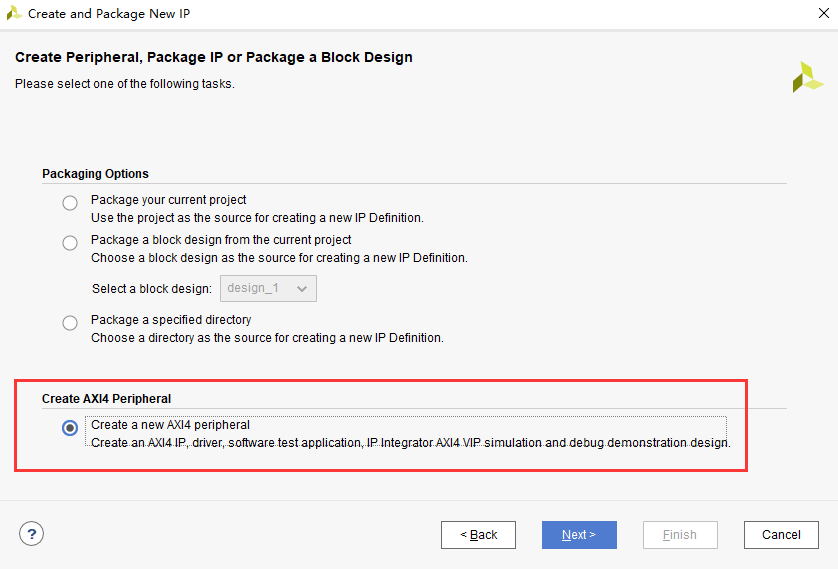 Create and Package New IP
Create Peripheral, Package IP or Package a Block Design
Please select one of the following tasks.
Packaging Options
Package your current project
Use the project as the source for creating a new IP Definition.
Package a block design from the current project
Choose a block design as the source for creating a new IP Definition.
Select a block design: design_1
Package a specified directory
Choose a directory as the source for creating a new IP Definition.
Create AXI4 Peripheral
Create a new AXI4 peripheral
Create an AXI4 IP, driver, software test application, IP Integrator AXI4 VIP simulation and debug demonstration design.
? < Back Next > Finish Cancel